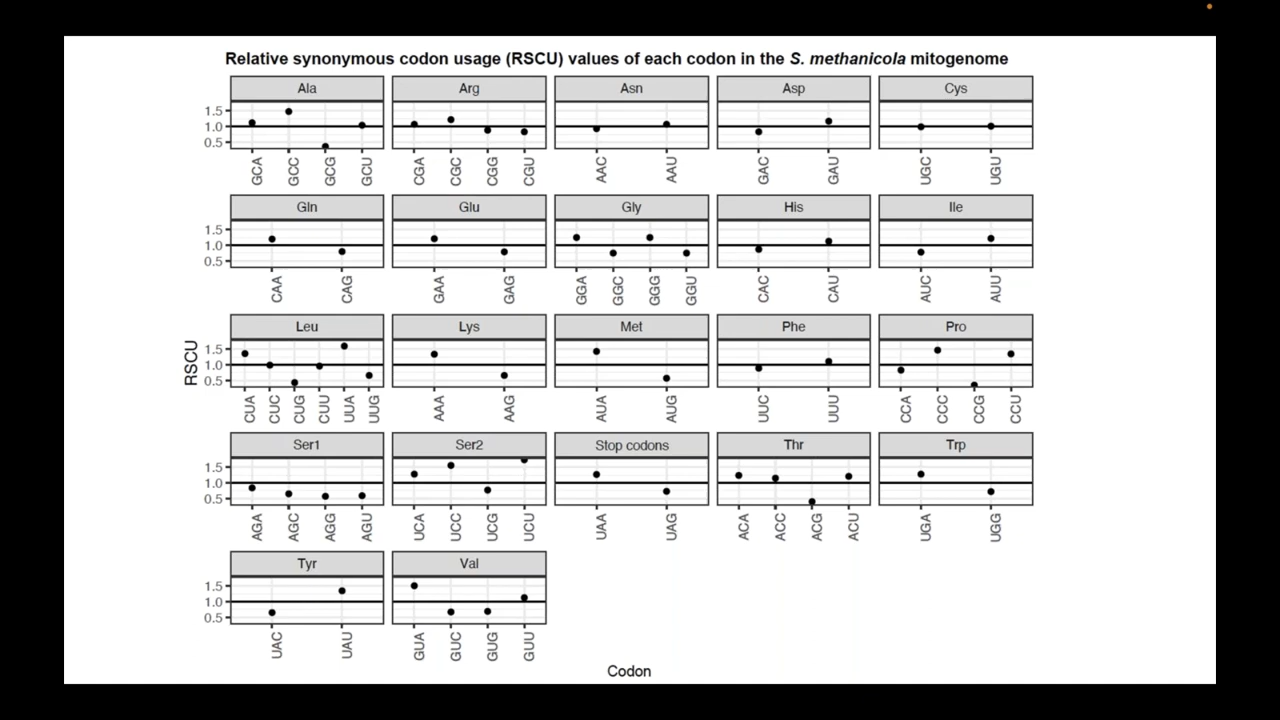 Relative synonymous codon usage (RSCU) values of each codon in the S. methanicola mitogenome
Ala Arg Asn Asp Cys
1.5
1.0
0.5
GCA GCC GCG GCU CGA CGC CGG CGU AAC AAU GAC GAU UGC UGU
Gln Glu Gly His Ile
1.5
1.0
0.5
CAA CAG GAA GAG GGA GGC GGG GGU CAC CAU AUC AUU
Leu Lys Met Phe Pro
RSCU
1.5
1.0
0.5
CUA CUC CUG CUU UUA UUG AAA AAG AUA AUG UUC UUU CCA CCC CCG CCU
Ser1 Ser2 Stop codons Thr Trp
1.5
1.0
0.5
AGA AGC AGG AGU UCA UCC UCG UCU UAA UAG ACA ACC ACG ACU UGA UGG
Tyr Val
1.5
1.0
0.5
UAC UAU GUA GUC GUG GUU
Codon